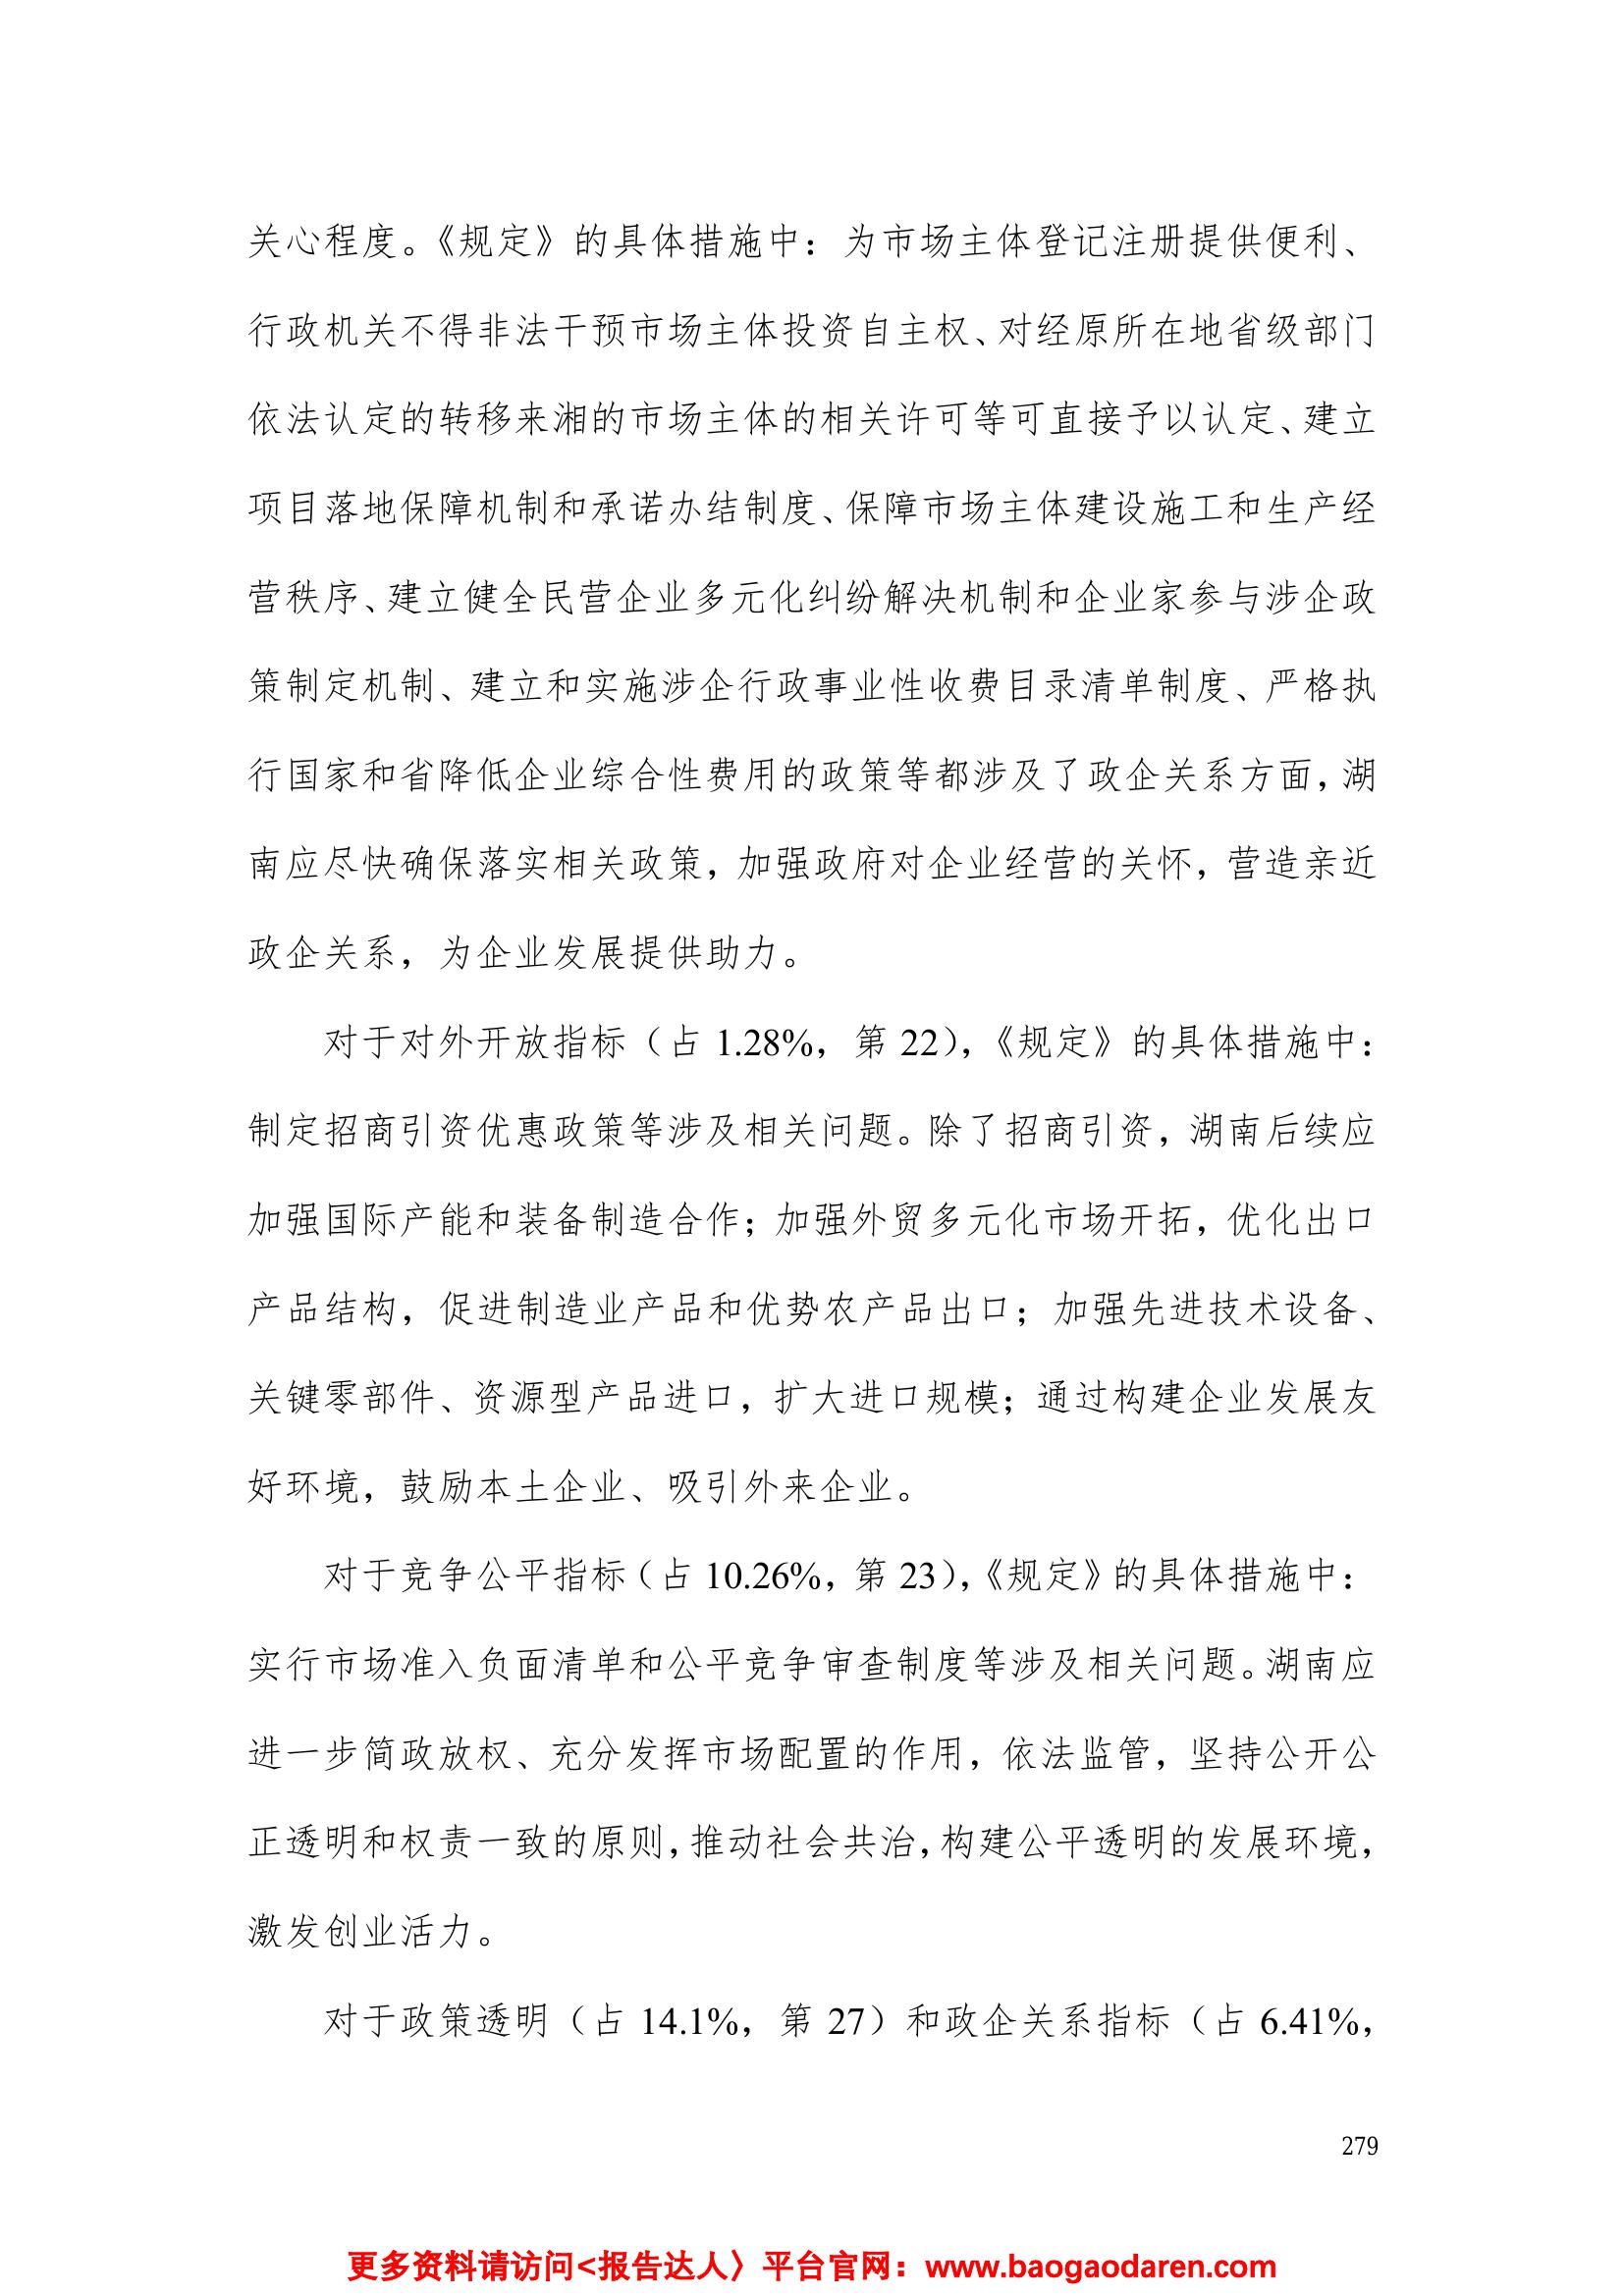 关心程度。《规定》的具体措施中：为市场主体登记注册提供便利、
行政机关不得非法干预市场主体投资自主权、对经原所在地省级部门
依法认定的转移来湘的市场主体的相关许可等可直接予以认定、建立
项目落地保障机制和承诺办结制度、保障市场主体建设施工和生产经
营秩序、建立健全民营企业多元化纠纷解决机制和企业家参与涉企政
策制定机制、建立和实施涉企行政事业性收费目录清单制度、严格执
行国家和省降低企业综合性费用的政策等都涉及了政企关系方面，湖
南应尽快确保落实相关政策，加强政府对企业经营的关怀，营造亲近
政企关系，为企业发展提供助力。
对于对外开放指标（占 1.28%，第 22），《规定》的具体措施中：
制定招商引资优惠政策等涉及相关问题。除了招商引资，湖南后续应
加强国际产能和装备制造合作；加强外贸多元化市场开拓，优化出口
产品结构，促进制造业产品和优势农产品出口；加强先进技术设备、
关键零部件、资源型产品进口，扩大进口规模；通过构建企业发展友
好环境，鼓励本土企业、吸引外来企业。
对于竞争公平指标（占 10.26%，第 23），《规定》的具体措施中：
实行市场准入负面清单和公平竞争审查制度等涉及相关问题。湖南应
进一步简政放权、充分发挥市场配置的作用，依法监管，坚持公开公
正透明和权责一致的原则，推动社会共治，构建公平透明的发展环境，
激发创业活力。
对于政策透明（占 14.1%，第 27）和政企关系指标（占 6.41%，
279
更多资料请访问<报告达人〉平台官网：www.baogaodaren.com